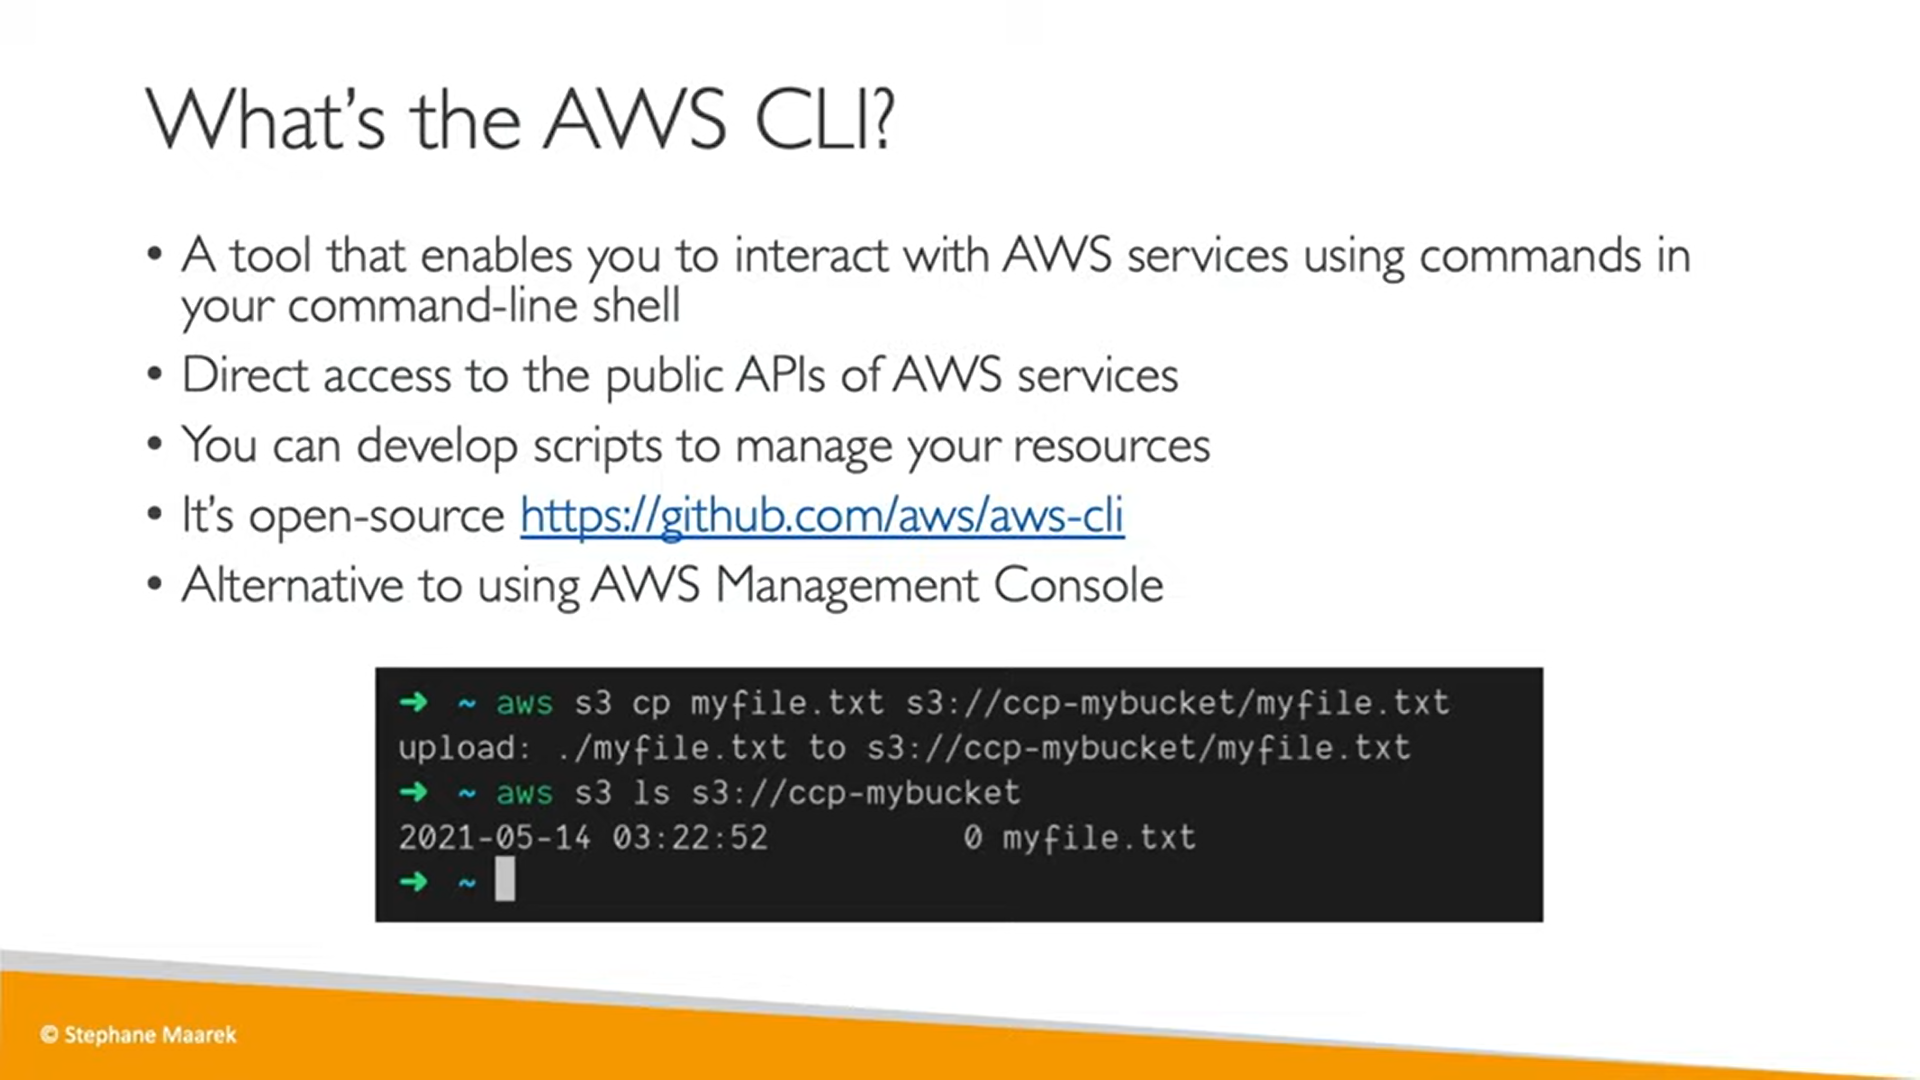 What's the AWS CLI?
• A tool that enables you to interact with AWS services using commands in
your command-line shell
• Direct access to the public APIs of AWS services
• You can develop scripts to manage your resources
• It's open-source https://github.com/aws/aws-cli
• Alternative to using AWS Management Console
➜ ~ aws s3 cp myfile.txt s3://ccp-mybucket/myfile.txt
upload: ./myfile.txt to s3://ccp-mybucket/myfile.txt
➜ ~ aws s3 ls s3://ccp-mybucket
2021-05-14 03:22:52          0 myfile.txt
➜ ~
© Stephane Maarek